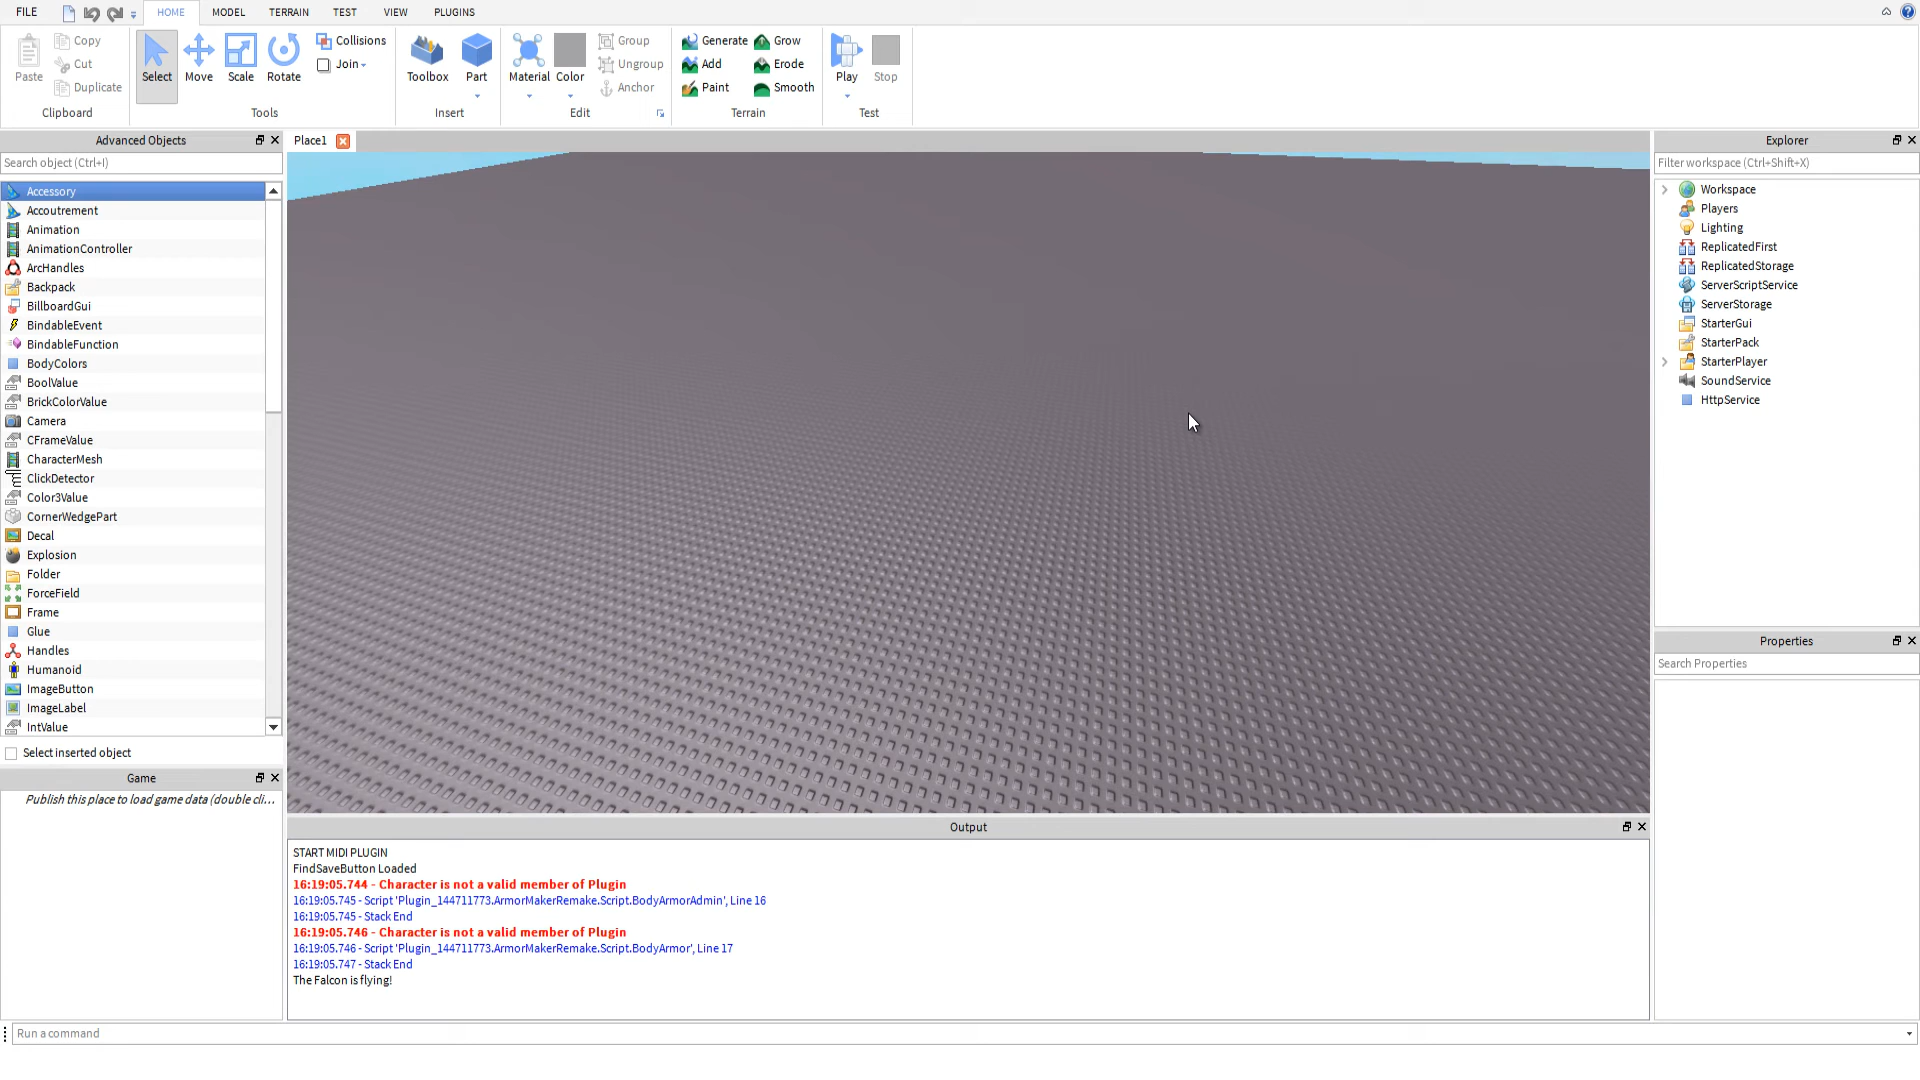 FILE
HOME
MODEL
TERRAIN
TEST
VIEW
PLUGINS
Paste
Copy
Cut
Duplicate
Clipboard
Select
Move
Scale
Rotate
Collisions
Join
Tools
Toolbox
Part
Insert
Material
Color
Group
Ungroup
Anchor
Edit
Generate
Add
Paint
Grow
Erode
Smooth
Terrain
Play
Stop
Test
Advanced Objects
Search object (Ctrl+I)
Accessory
Accoutrement
Animation
AnimationController
ArcHandles
Backpack
BillboardGui
BindableEvent
BindableFunction
BodyColors
BoolValue
BrickColorValue
Camera
CFrameValue
CharacterMesh
ClickDetector
Color3Value
CornerWedgePart
Decal
Explosion
Folder
ForceField
Frame
Glue
Handles
Humanoid
ImageButton
ImageLabel
IntValue
Select inserted object
Game
Publish this place to load game data (double cli...
Place1
Output
START MIDI PLUGIN
FindSaveButton Loaded
16:19:05.744 - Character is not a valid member of Plugin
16:19:05.745 - Script 'Plugin_144711773.ArmorMakerRemake.Script.BodyArmorAdmin', Line 16
16:19:05.745 - Stack End
16:19:05.746 - Character is not a valid member of Plugin
16:19:05.746 - Script 'Plugin_144711773.ArmorMakerRemake.Script.BodyArmor', Line 17
16:19:05.747 - Stack End
The Falcon is flying!
Explorer
Filter workspace (Ctrl+Shift+X)
Workspace
Players
Lighting
ReplicatedFirst
ReplicatedStorage
ServerScriptService
ServerStorage
StarterGui
StarterPack
StarterPlayer
SoundService
HttpService
Properties
Search Properties
Run a command